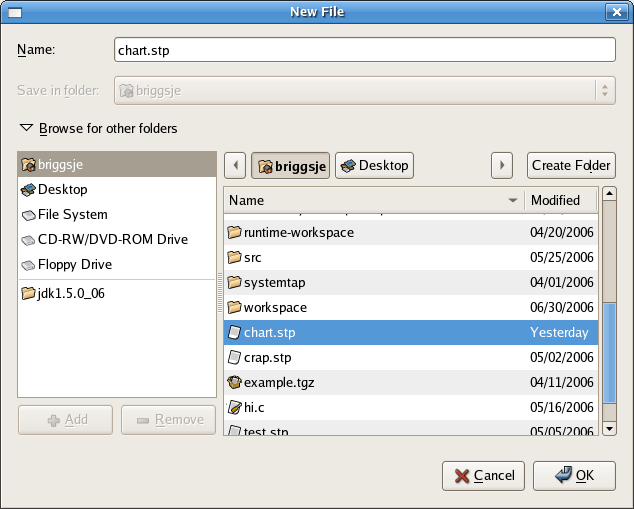 New File
Name: chart.stp
Save in folder: briggsje
Browse for other folders
briggsje
Desktop
File System
CD-RW/DVD-ROM Drive
Floppy Drive
jdk1.5.0_06
Add Remove
briggsje Desktop Create Folder
Name Modified
runtime-workspace 04/20/2006
src 05/25/2006
systemtap 04/01/2006
workspace 06/30/2006
chart.stp Yesterday
crap.stp 05/02/2006
example.tgz 04/11/2006
hi.c 05/16/2006
test.stp 05/05/2006
Cancel OK